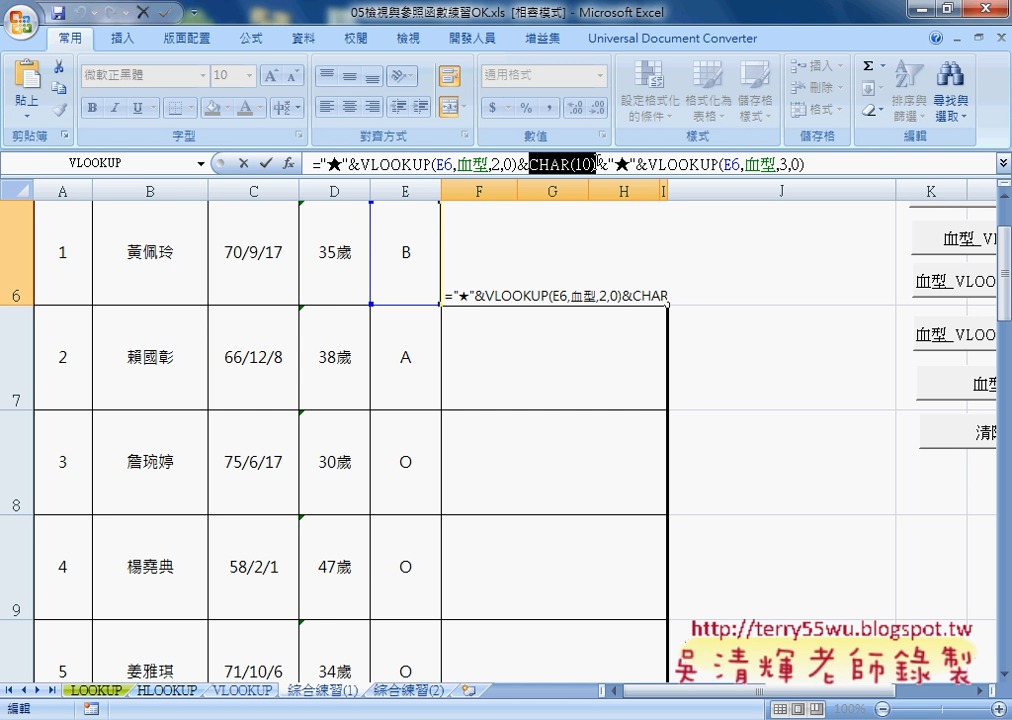 05檢視與參照函數練習OK.xls [相容模式] - Microsoft Excel
常用 插入 版面配置 公式 資料 校閱 檢視 開發人員 增益集 Universal Document Converter
貼上
微軟正黑體 10
B I U
通用格式
$ % ,
設定格式化的條件 格式化為表格 儲存格樣式
插入
刪除
格式
Σ
排序與篩選 尋找與選取
剪貼簿 字型 對齊方式 數值 樣式 儲存格 編輯
VLOOKUP fx ="★"&VLOOKUP(E6,血型,2,0)&CHAR(10)&"★"&VLOOKUP(E6,血型,3,0)
A B C D E F G H I J K
6 1 黃佩玲 70/9/17 35歲 B ="★"&VLOOKUP(E6,血型,2,0)&CHAR
7 2 賴國彰 66/12/8 38歲 A
8 3 詹琬婷 75/6/17 30歲 O
9 4 楊堯典 58/2/1 47歲 O
5 姜雅琪 71/10/6 34歲 O
血型_VL
血型_VLOO
血型_VLOO
血型
清除
http://terry55wu.blogspot.tw
吳清輝老師錄製
LOOKUP HLOOKUP VLOOKUP 綜合練習(1) 綜合練習(2)
編輯 100%